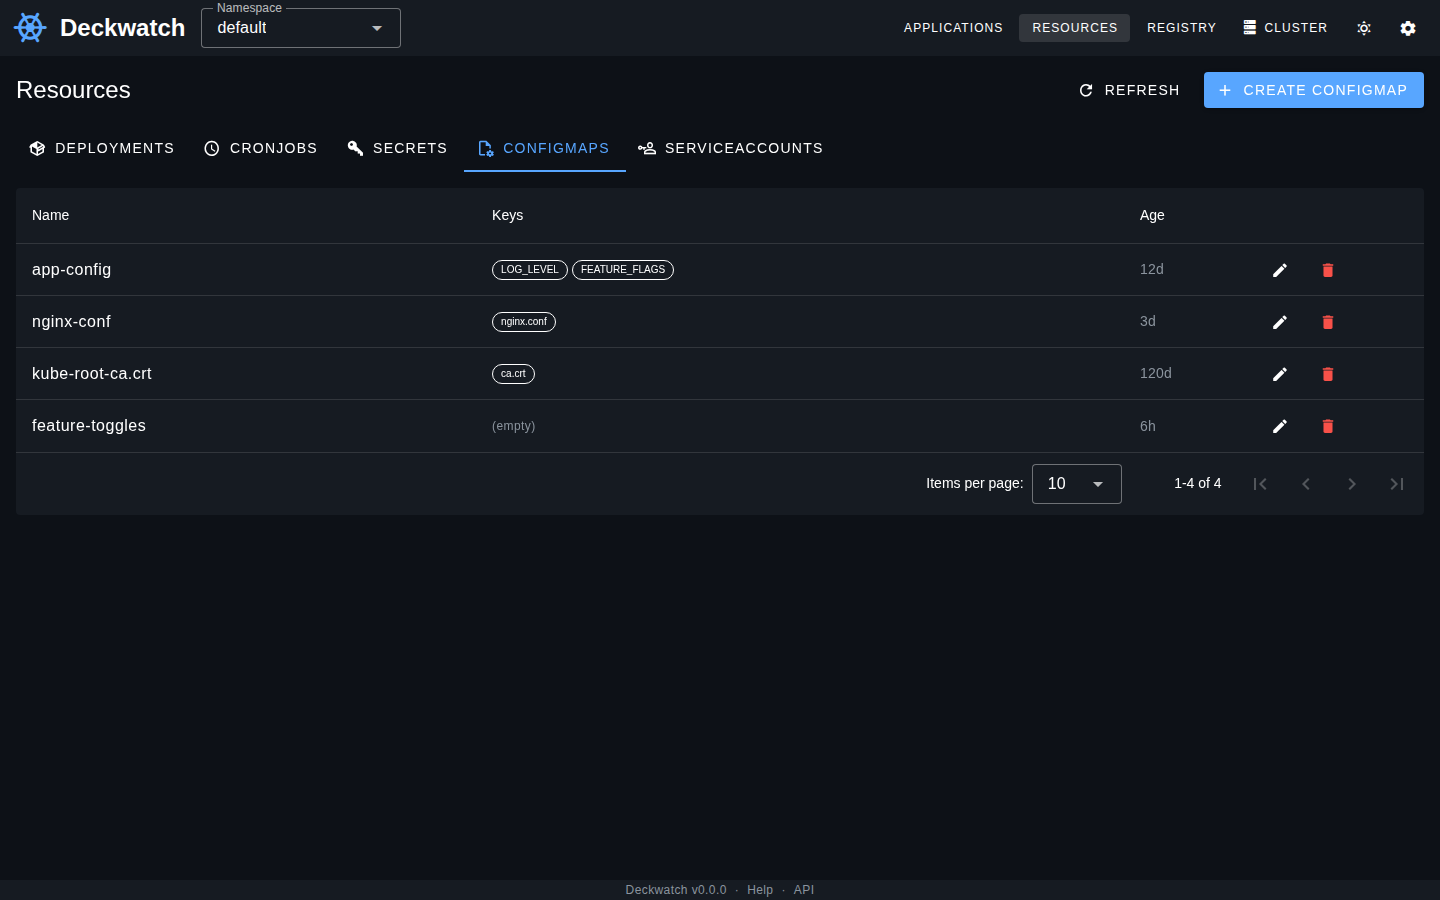 Deckwatch
Namespace
default
APPLICATIONS RESOURCES REGISTRY CLUSTER
Resources
REFRESH CREATE CONFIGMAP
DEPLOYMENTS CRONJOBS SECRETS CONFIGMAPS SERVICEACCOUNTS
Name Keys Age
app-config LOG_LEVEL FEATURE_FLAGS 12d
nginx-conf nginx.conf 3d
kube-root-ca.crt ca.crt 120d
feature-toggles (empty) 6h
Items per page: 10 1-4 of 4
Deckwatch v0.0.0 · Help · API